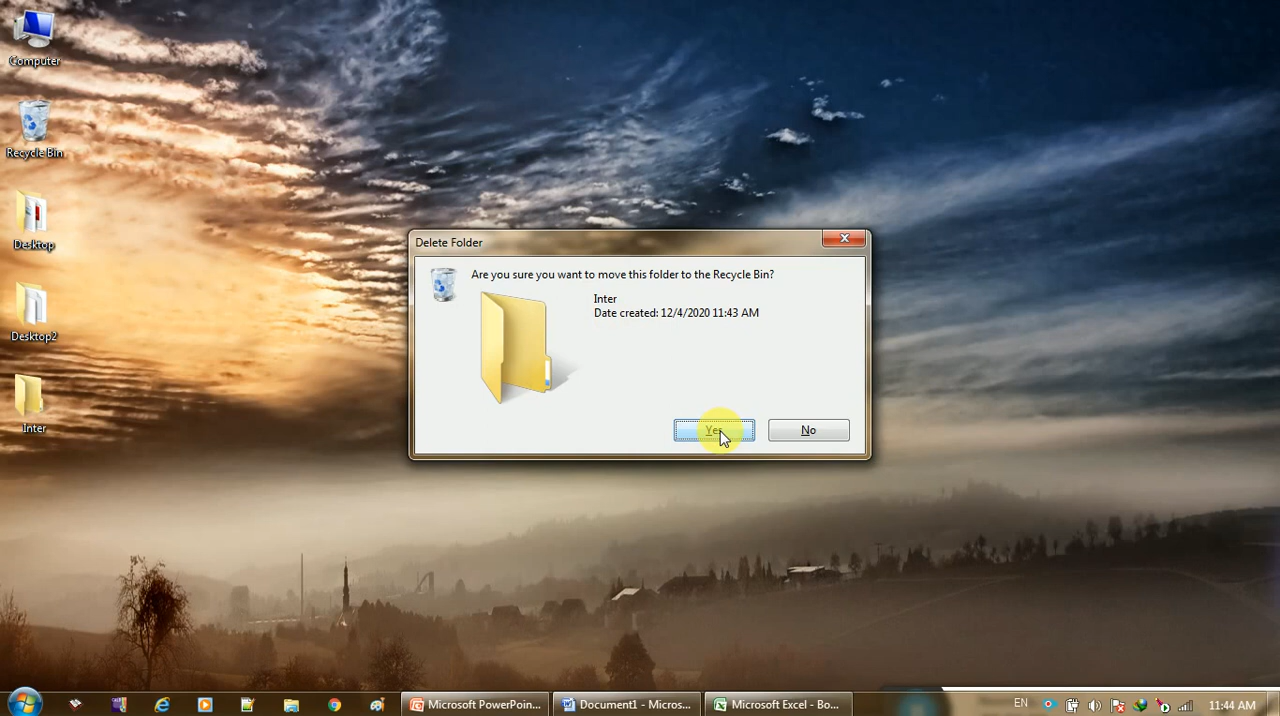 Computer
Recycle Bin
Desktop
Desktop2
Inter
Delete Folder
Are you sure you want to move this folder to the Recycle Bin?
Inter
Date created: 12/4/2020 11:43 AM
Yes
No
Microsoft PowerPoin...
Document1 - Micros...
Microsoft Excel - Bo...
EN
11:44 AM